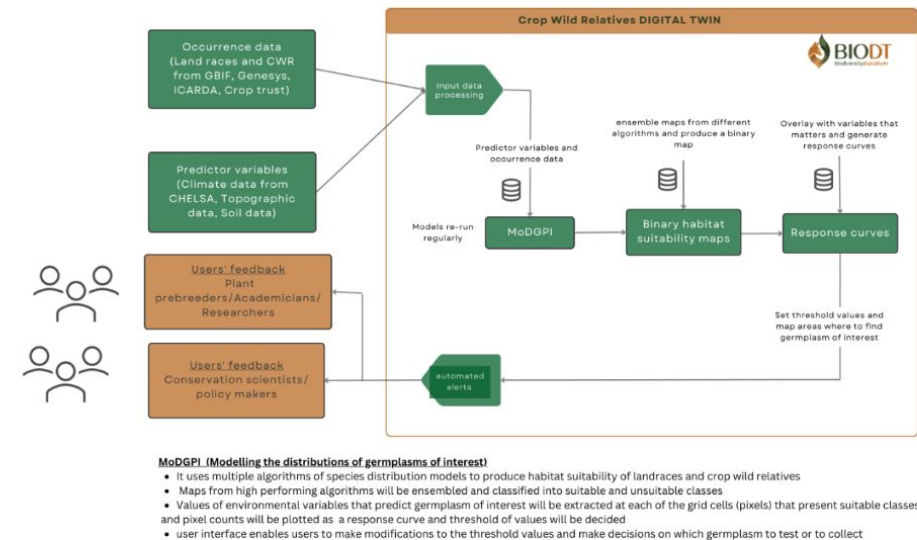 Crop Wild Relatives DIGITAL TWIN
BIODT
biodiversity digital twin
Occurrence data
(Land races and CWR
from GBIF, Genesys,
ICARDA, Crop trust)
Input data
processing
Predictor variables
(Climate data from
CHELSA, Topographic
data, Soil data)
Predictor variables and
occurrence data
ensemble maps from different
algorithms and produce a binary
map
Overlay with variables that
matters and generate
response curves
Models re-run
regularly
MoDGPI
Binary habitat
suitability maps
Response curves
Users' feedback
Plant
prebreeders/Academicians/
Researchers
Set threshold values and
map areas where to find
germplasm of interest
Users' feedback
Conservation scientists/
policy makers
automated
alerts
MoDGPI (Modelling the distributions of germplasms of interest)
• It uses multiple algorithms of species distribution models to produce habitat suitability of landraces and crop wild relatives
• Maps from high performing algorithms will be ensembled and classified into suitable and unsuitable classes
• Values of environmental variables that predict germplasm of interest will be extracted at each of the grid cells (pixels) that present suitable classes
and pixel counts will be plotted as a response curve and threshold of values will be decided
• user interface enables users to make modifications to the threshold values and make decisions on which germplasm to test or to collect